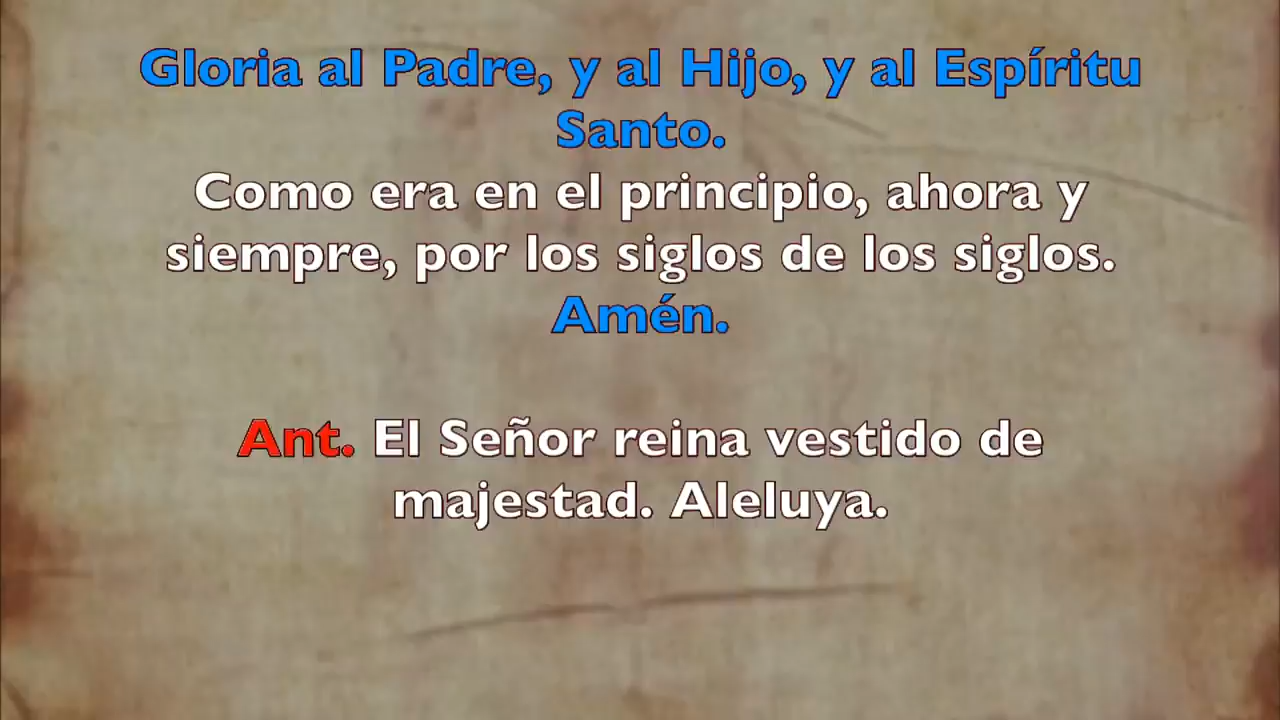 Gloria al Padre, y al Hijo, y al Espíritu
Santo.
Como era en el principio, ahora y
siempre, por los siglos de los siglos.
Amén.
Ant. El Señor reina vestido de
majestad. Aleluya.